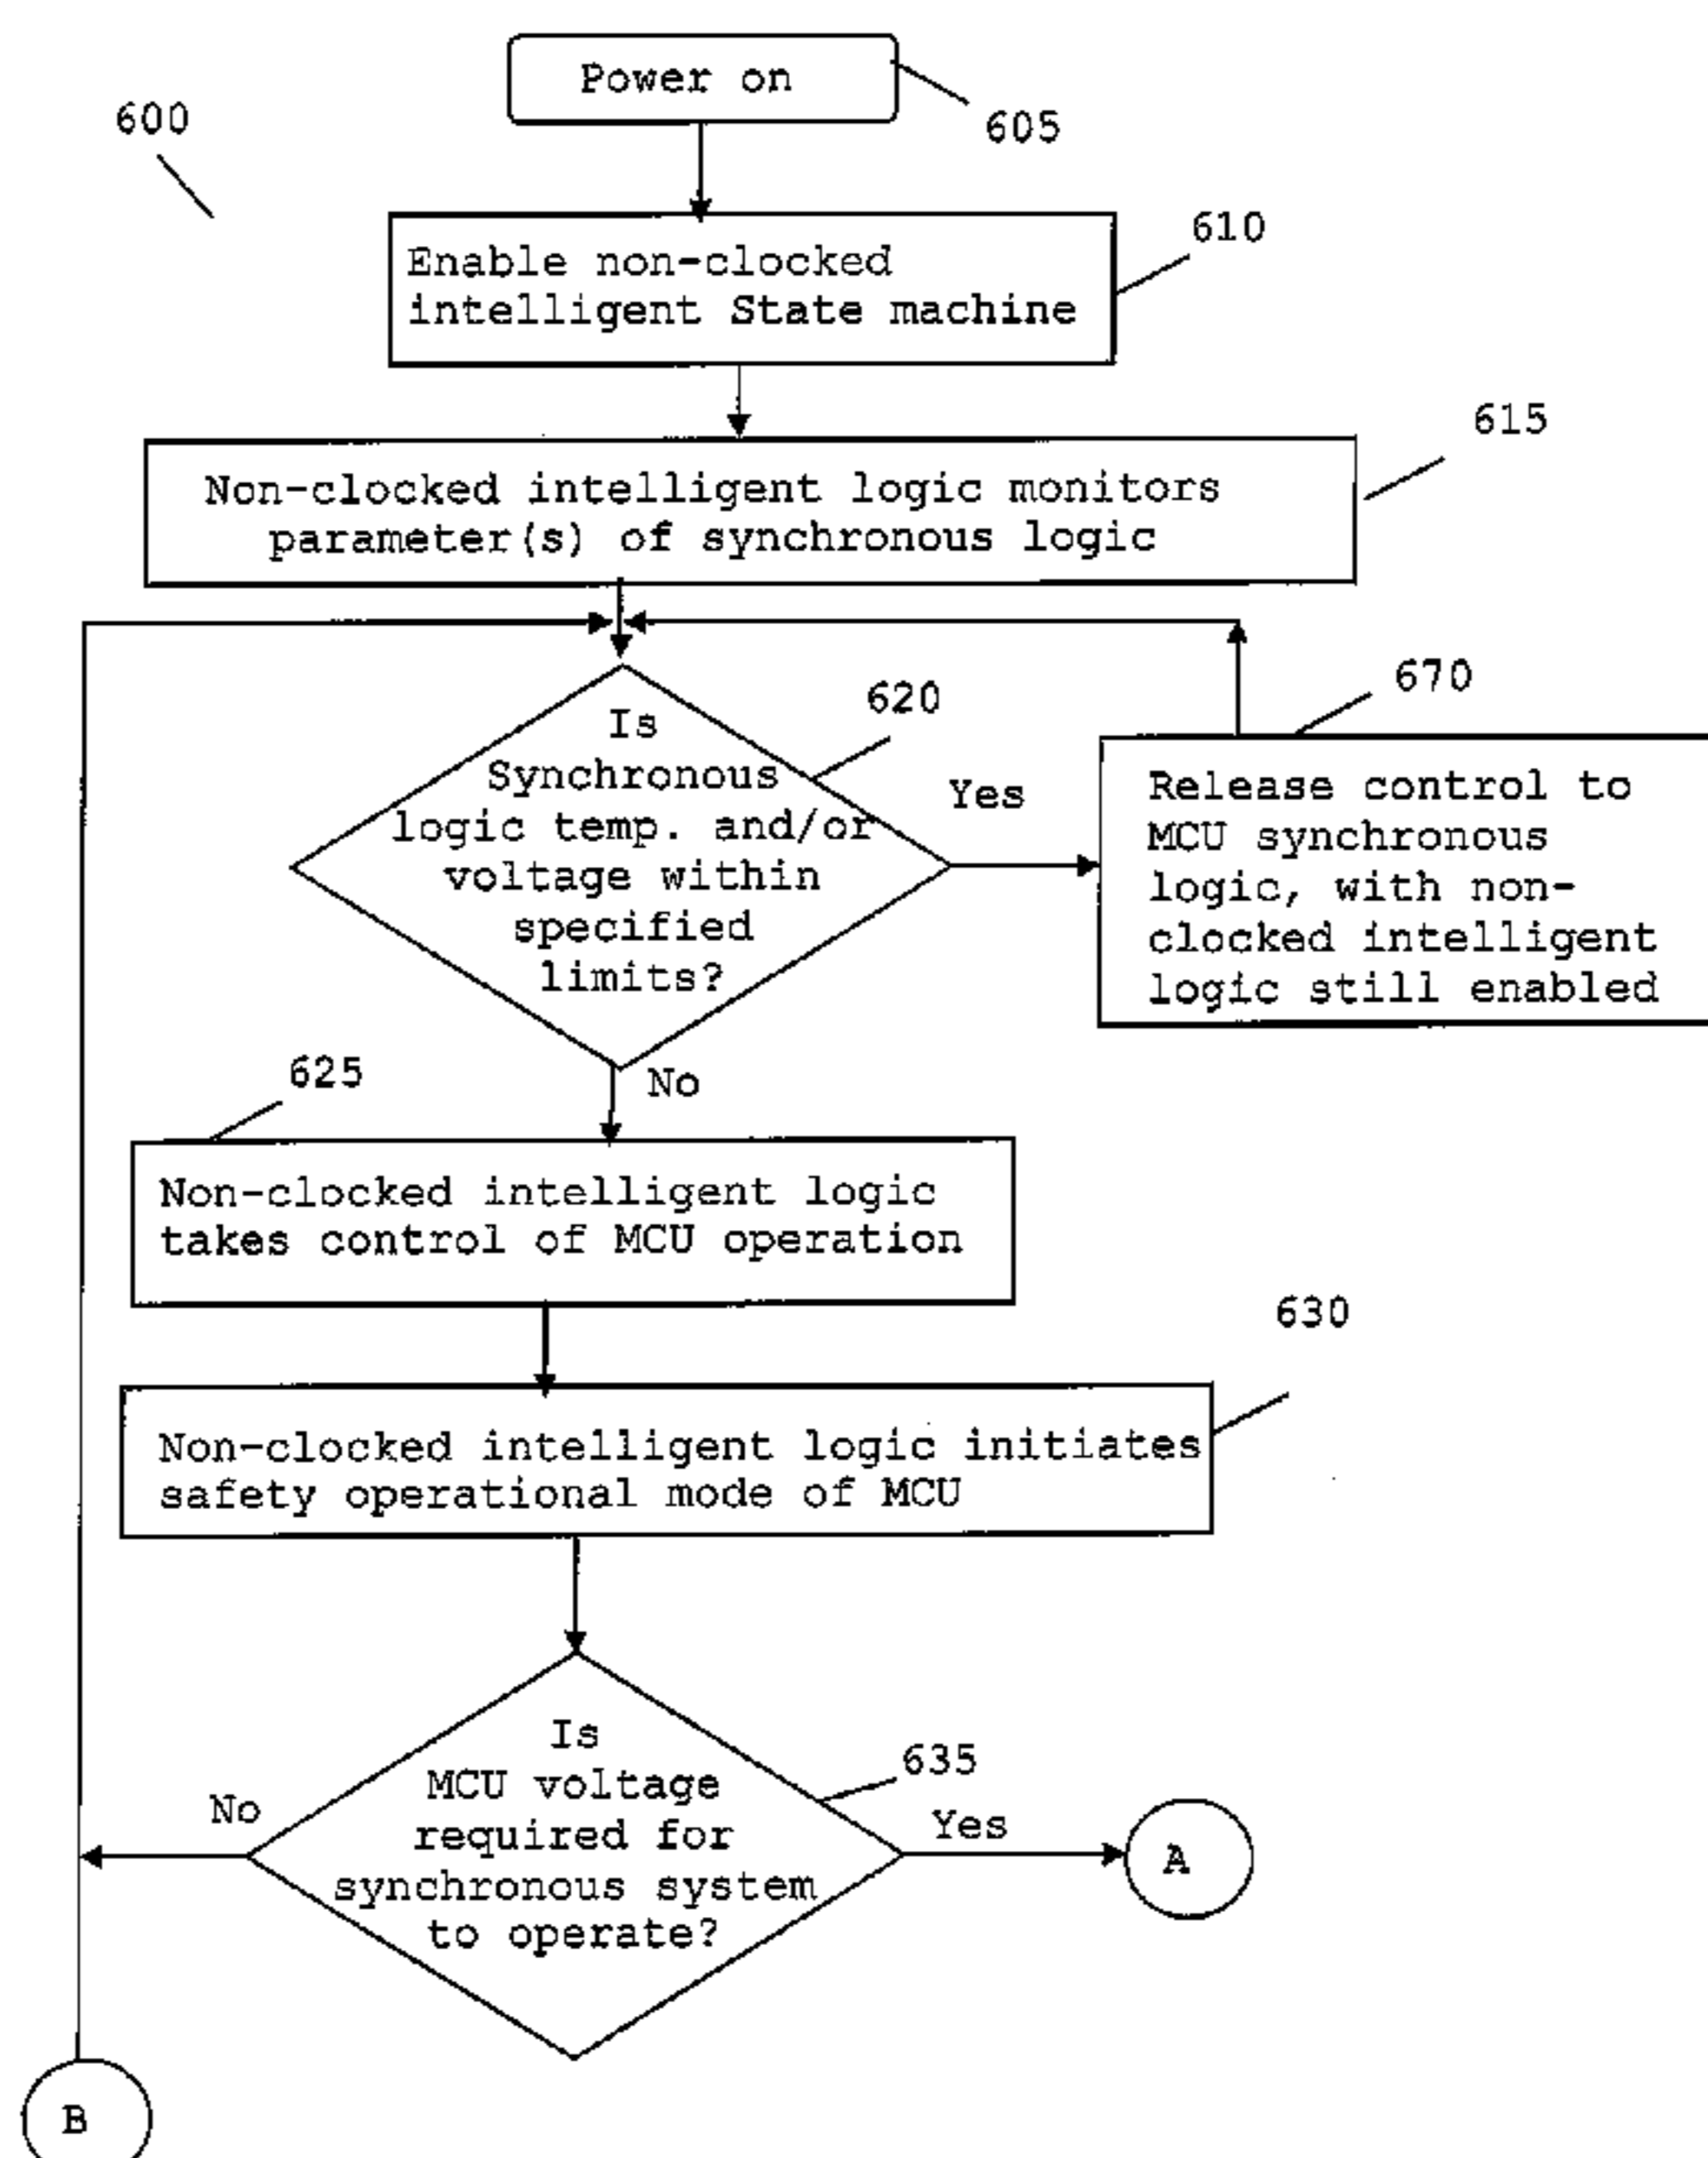 Power on
605
600
610
Enable non-clocked
intelligent State machine
615
Non-clocked intelligent logic monitors
parameter(s) of synchronous logic
620
670
Is
Synchronous
logic temp. and/or
voltage within
specified
limits?
Yes
Release control to
MCU synchronous
logic, with non-
clocked intelligent
logic still enabled
No
625
Non-clocked intelligent logic
takes control of MCU operation
630
Non-clocked intelligent logic initiates
safety operational mode of MCU
635
Is
MCU voltage
required for
synchronous system
to operate?
No
Yes
A
B